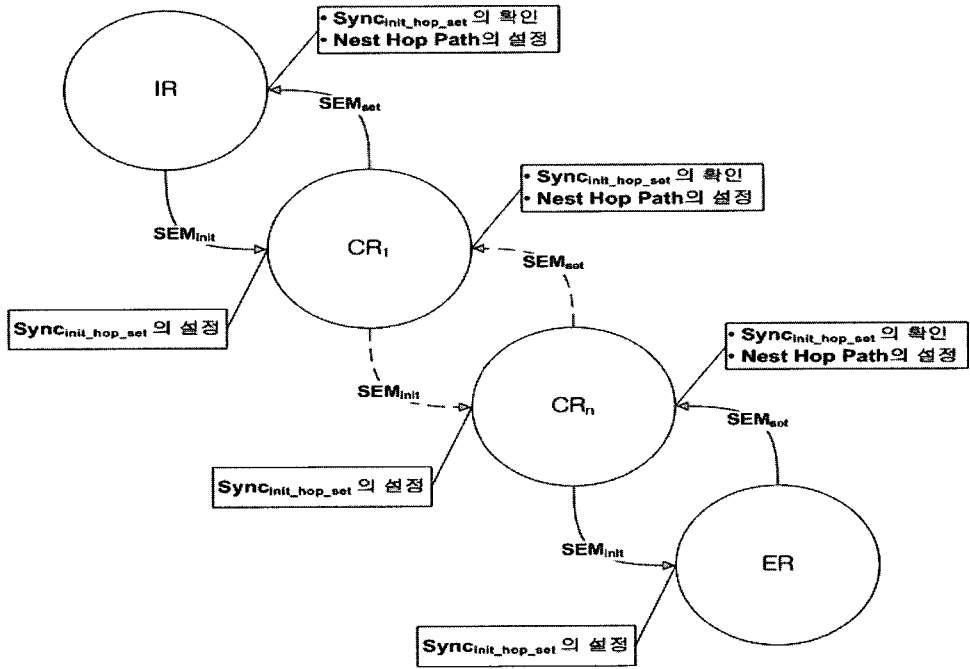 • Syncinit_hop_set 의 확인
• Nest Hop Path의 설정
IR
SEMset
• Syncinit_hop_set 의 확인
• Nest Hop Path의 설정
SEMinit
CR1
SEMset
Syncinit_hop_set 의 설정
• Syncinit_hop_set 의 확인
• Nest Hop Path의 설정
SEMinit
CRn
SEMset
Syncinit_hop_set 의 설정
SEMinit
ER
Syncinit_hop_set 의 설정